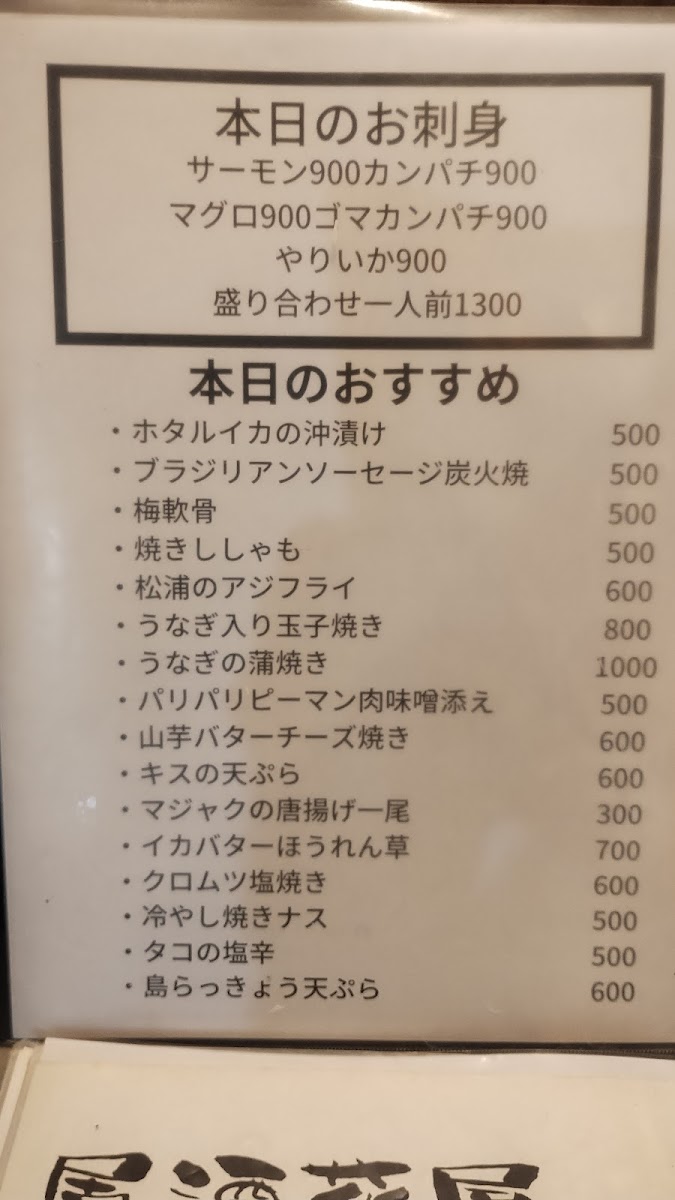 本日のお刺身
サーモン900カンパチ900
マグロ900ゴマカンパチ900
やりいか900
盛り合わせ一人前1300
本日のおすすめ
・ホタルイカの沖漬け 500
・ブラジリアンソーセージ炭火焼 500
・梅軟骨 500
・焼きししゃも 500
・松浦のアジフライ 600
・うなぎ入り玉子焼き 800
・うなぎの蒲焼き 1000
・パリパリピーマン肉味噌添え 500
・山芋バターチーズ焼き 600
・キスの天ぷら 600
・マジャクの唐揚げ一尾 300
・イカバターほうれん草 700
・クロムツ塩焼き 600
・冷やし焼きナス 500
・タコの塩辛 500
・島らっきょう天ぷら 600